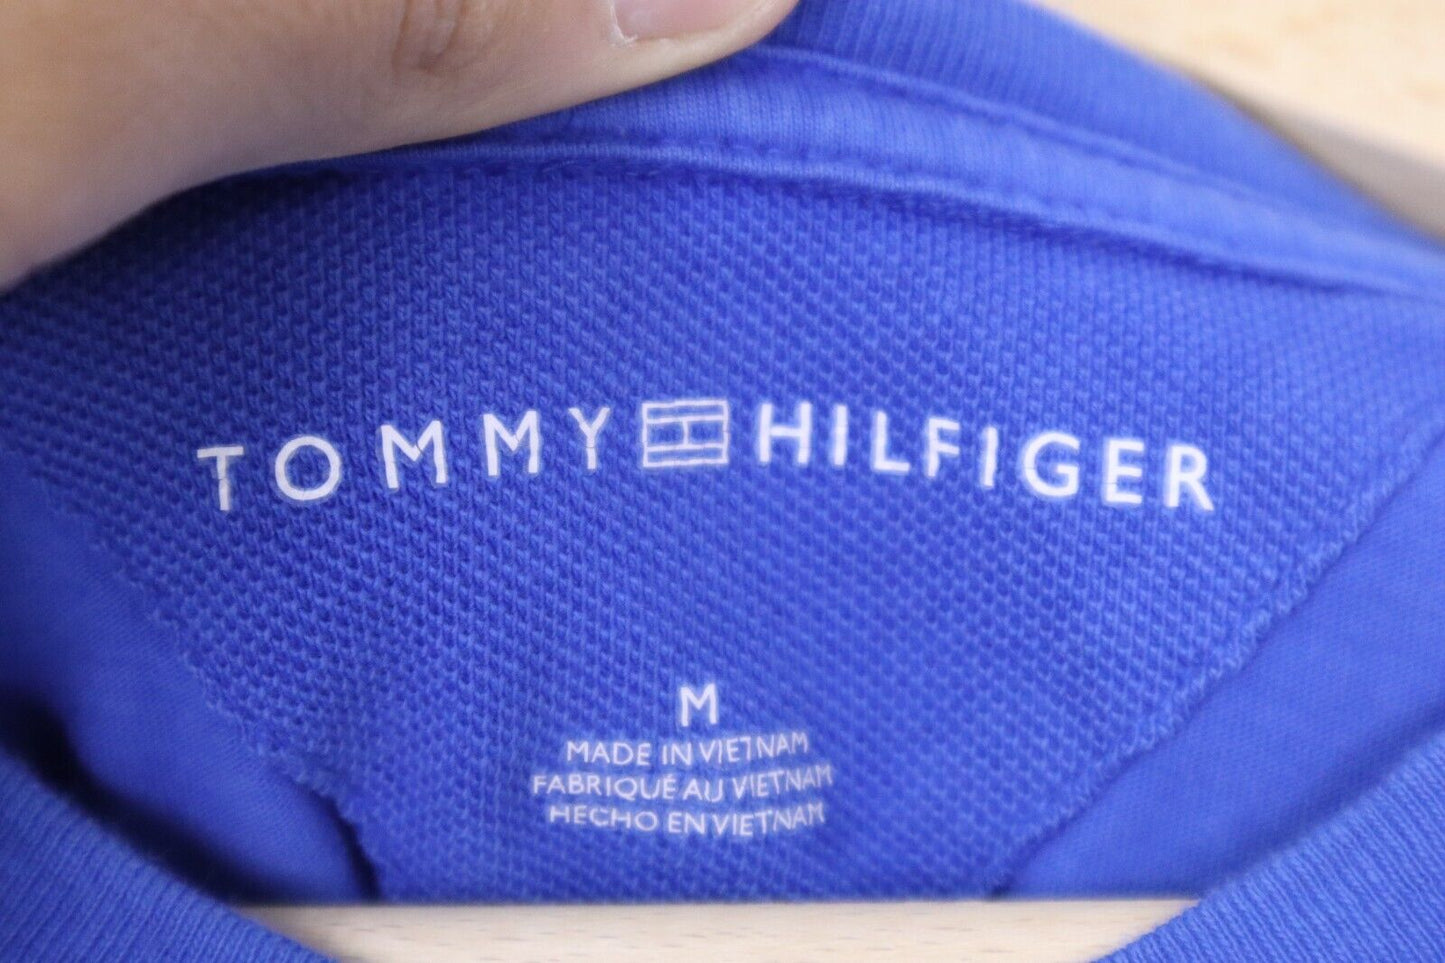 TOMMY HILFIGER
M
MADE IN VIETNAM
FABRIQUÉ AU VIETNAM
HECHO EN VIETNAM